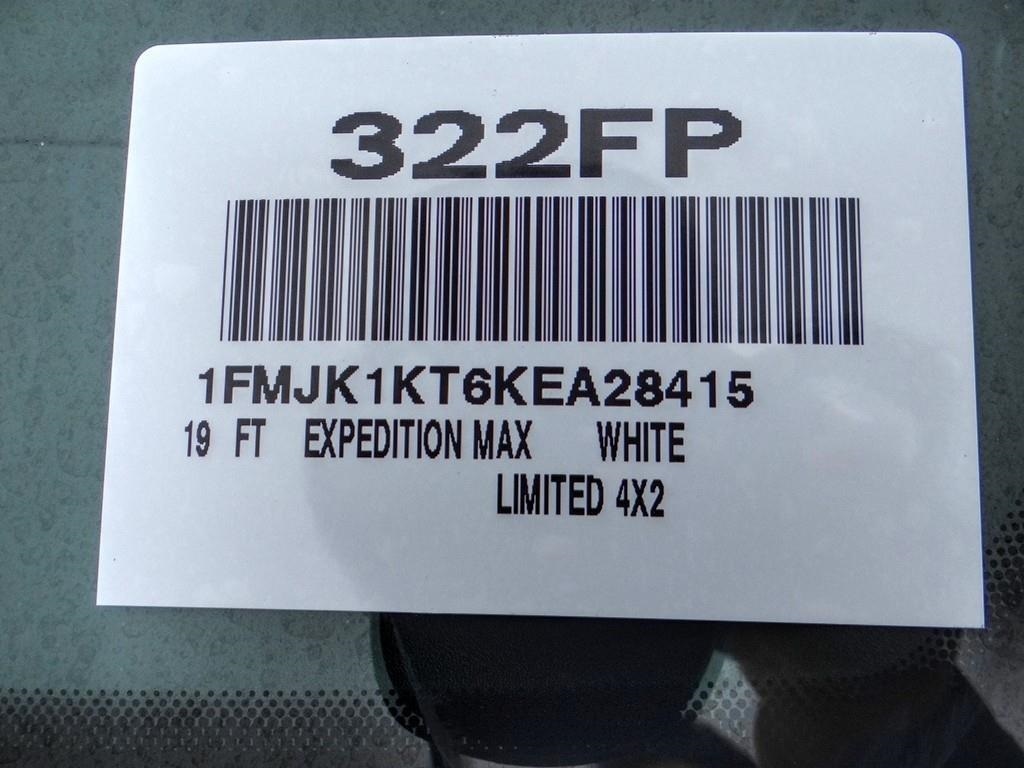 322FP
1FMJK1KT6KEA28415
19 FT EXPEDITION MAX WHITE
LIMITED 4X2